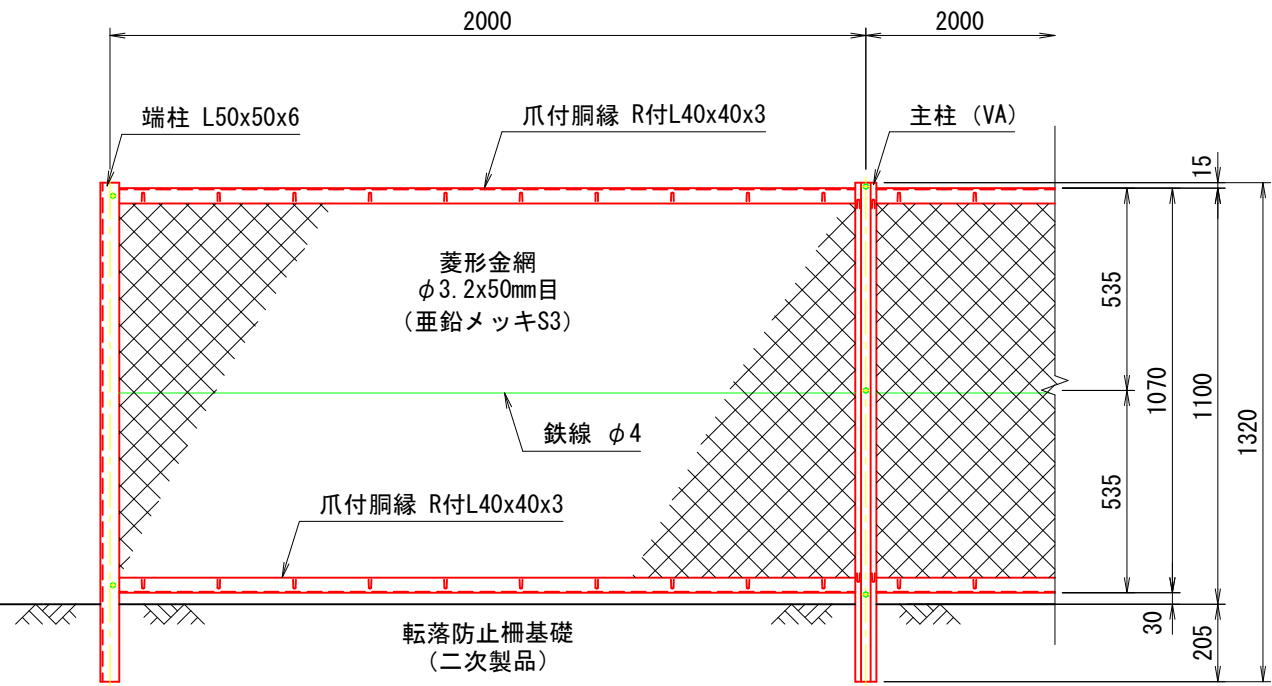 2000
2000
端柱 L50x50x6
爪付胴縁 R付L40x40x3
主柱 (VA)
15
菱形金網
φ3.2x50mm目
(亜鉛メッキS3)
535
1070
1100
1320
鉄線 φ4
535
爪付胴縁 R付L40x40x3
30
205
転落防止柵基礎
(二次製品)